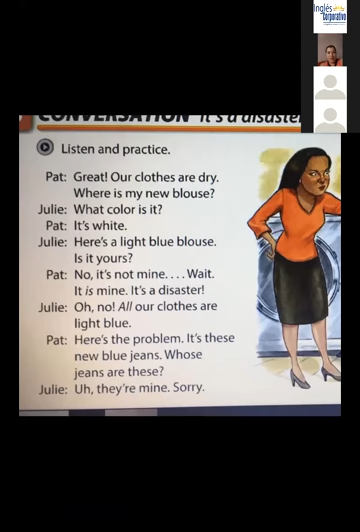 Inglés
Corporativo
CONVERSATION It's a disaster
Listen and practice.
Pat: Great! Our clothes are dry.
Where is my new blouse?
Julie: What color is it?
Pat: It's white.
Julie: Here's a light blue blouse.
Is it yours?
Pat: No, it's not mine. . . . Wait.
It is mine. It's a disaster!
Julie: Oh, no! All our clothes are
light blue.
Pat: Here's the problem. It's these
new blue jeans. Whose
jeans are these?
Julie: Uh, they're mine. Sorry.